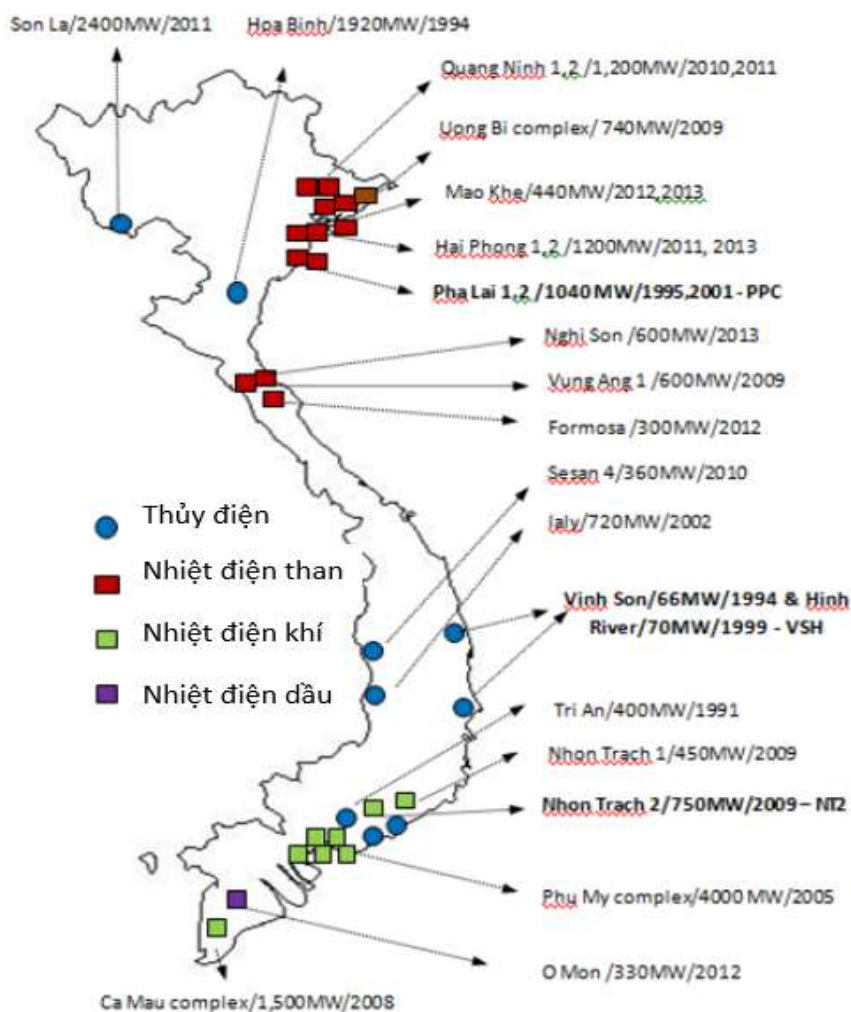 Son La/2400MW/2011
Hoa Binh/1920MW/1994
Quang Ninh 1,2 /1,200MW/2010,2011
Uong Bi complex/ 740MW/2009
Mao Khe/440MW/2012,2013
Hai Phong 1,2 /1200MW/2011, 2013
Pha Lai 1,2 /1040 MW/1995,2001 - PPC
Nghi Son /600MW/2013
Vung Ang 1 /600MW/2009
Formosa /300MW/2012
Sesan 4/360MW/2010
Ialy/720MW/2002
Thủy điện
Nhiệt điện than
Nhiệt điện khí
Nhiệt điện dầu
Vinh Son/66MW/1994 & Hinh
River/70MW/1999 - VSH
Tri An/400MW/1991
Nhon Trach 1/450MW/2009
Nhon Trach 2/750MW/2009 – NT2
Phu My complex/4000 MW/2005
O Mon /330MW/2012
Ca Mau complex/1,500MW/2008